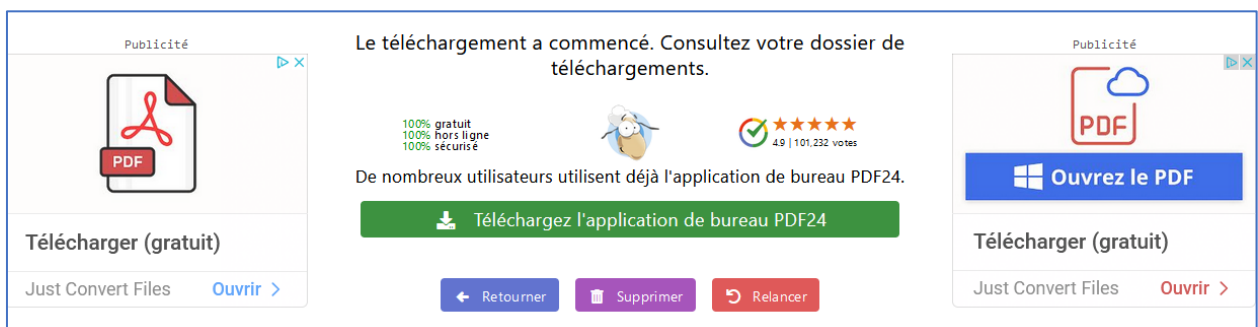 Publicité
PDF
Télécharger (gratuit)
Just Convert Files Ouvrir >
Le téléchargement a commencé. Consultez votre dossier de
téléchargements.
100% gratuit
100% hors ligne
100% sécurisé
4.9 | 101,232 votes
De nombreux utilisateurs utilisent déjà l'application de bureau PDF24.
Téléchargez l'application de bureau PDF24
Retourner Supprimer Relancer
Publicité
PDF
Ouvrez le PDF
Télécharger (gratuit)
Just Convert Files Ouvrir >